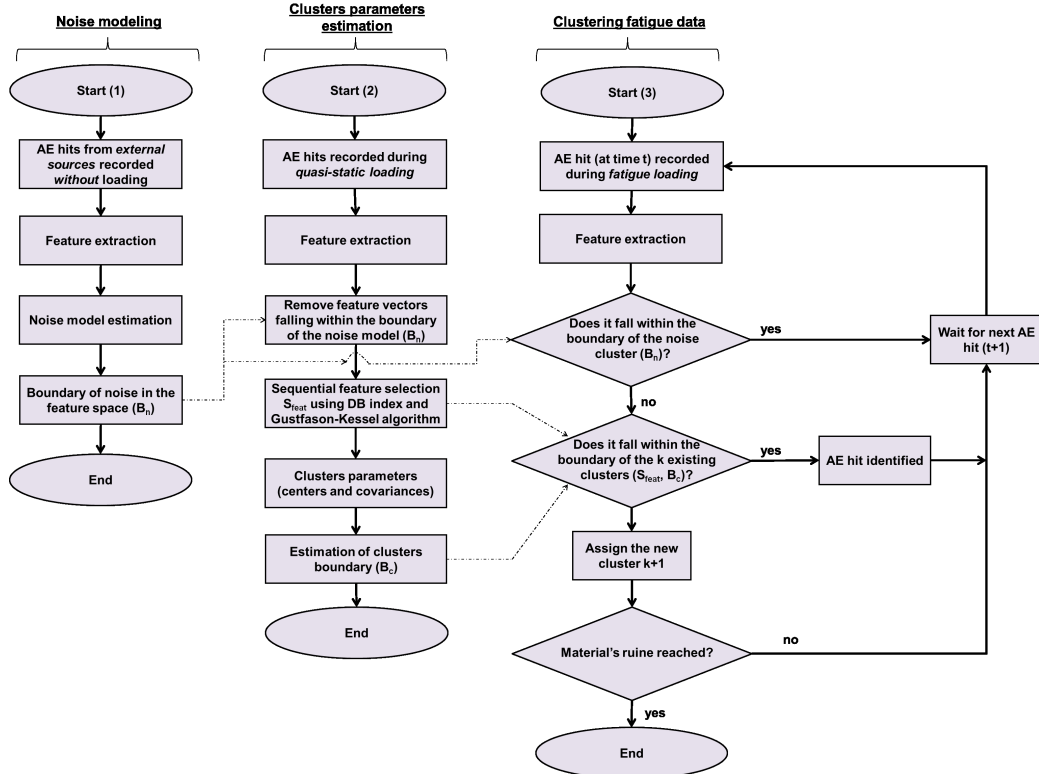 Noise modeling
Start (1)
AE hits from external
sources recorded
without loading
Feature extraction
Noise model estimation
Boundary of noise in the
feature space (Bn)
End
Clusters parameters
estimation
Start (2)
AE hits recorded during
quasi-static loading
Feature extraction
Remove feature vectors
falling within the boundary
of the noise model (Bn)
Sequential feature selection
Sfeat using DB index and
Gustfason-Kessel algorithm
Clusters parameters
(centers and covariances)
Estimation of clusters
boundary (Bc)
End
Clustering fatigue data
Start (3)
AE hit (at time t) recorded
during fatigue loading
Feature extraction
Does it fall within the
boundary of the noise
cluster (Bn)?
yes
Wait for next AE
hit (t+1)
no
Does it fall within the
boundary of the k existing
clusters (Sfeat, Bc)?
yes
AE hit identified
Assign the new
cluster k+1
Material's ruine reached?
no
yes
End